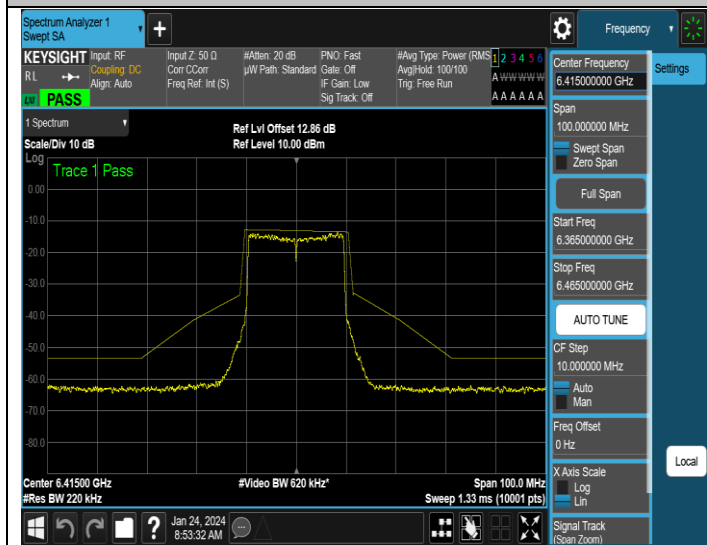 Spectrum Analyzer 1
Swept SA
Frequency
KEYSIGHT
RL
PASS
Input: RF
Coupling: DC
Align: Auto
Input Z: 50 Ω
Corr CCorr
Freq Ref: Int (S)
#Atten: 20 dB
µW Path: Standard
PNO: Fast
Gate: Off
IF Gain: Low
Sig Track: Off
#Avg Type: Power (RMS
Avg|Hold: 100/100
Trig: Free Run
1 2 3 4 5 6
A W W W W W
A A A A A A
1 Spectrum
Scale/Div 10 dB
Ref Lvl Offset 12.86 dB
Ref Level 10.00 dBm
Log
Trace 1 Pass
0.00
-10.0
-20.0
-30.0
-40.0
-50.0
-60.0
-70.0
-80.0
Center 6.41500 GHz
#Res BW 220 kHz
#Video BW 620 kHz*
Span 100.0 MHz
Sweep 1.33 ms (10001 pts)
Jan 24, 2024
8:53:32 AM
Center Frequency
6.415000000 GHz
Settings
Span
100.000000 MHz
Swept Span
Zero Span
Full Span
Start Freq
6.365000000 GHz
Stop Freq
6.465000000 GHz
AUTO TUNE
CF Step
10.000000 MHz
Auto
Man
Freq Offset
0 Hz
X Axis Scale
Log
Lin
Local
Signal Track
(Span Zoom)